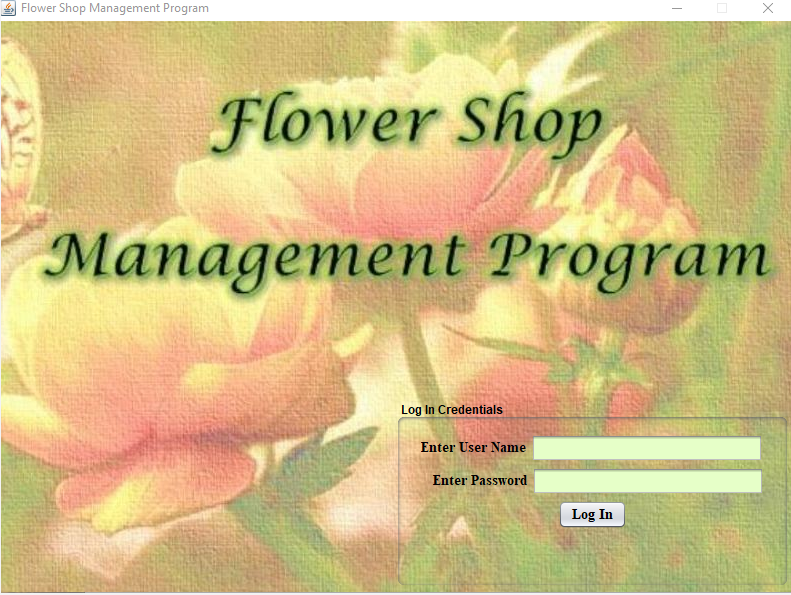 Flower Shop Management Program
Flower Shop
Management Program
Log In Credentials
Enter User Name
Enter Password
Log In